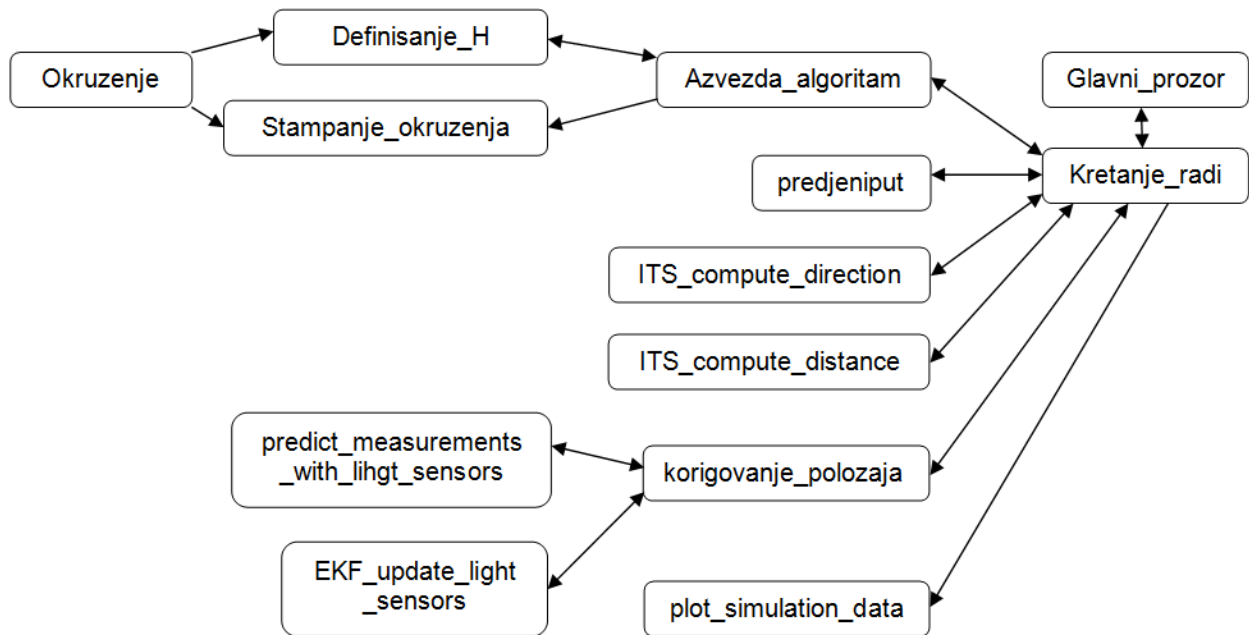 Definisanje_H
Okruzenje
Azvezda_algoritam
Glavni_prozor
Stampanje_okruzenja
predjeniput
Kretanje_radi
ITS_compute_direction
ITS_compute_distance
predict_measurements
_with_lihgt_sensors
korigovanje_polozaja
EKF_update_light
_sensors
plot_simulation_data